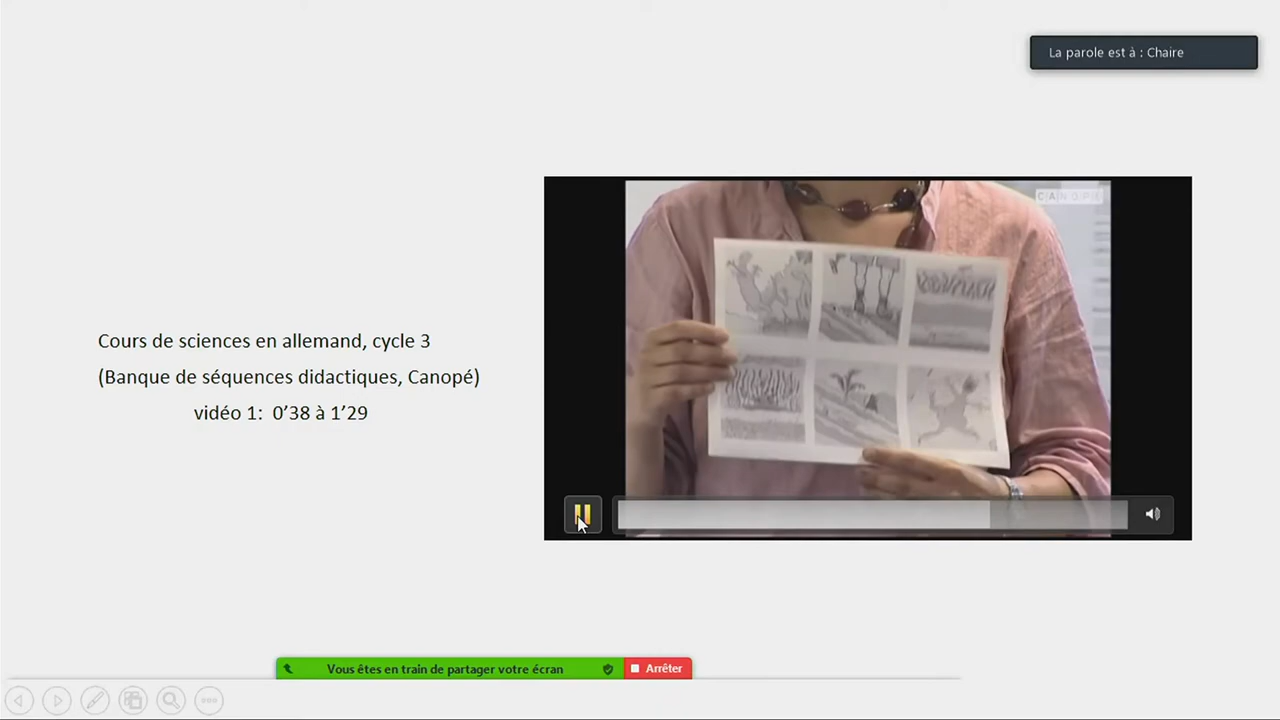 La parole est à : Chaire
CANOPÉ
Cours de sciences en allemand, cycle 3
(Banque de séquences didactiques, Canopé)
vidéo 1:  0’38 à 1’29
Vous êtes en train de partager votre écran
Arrêter